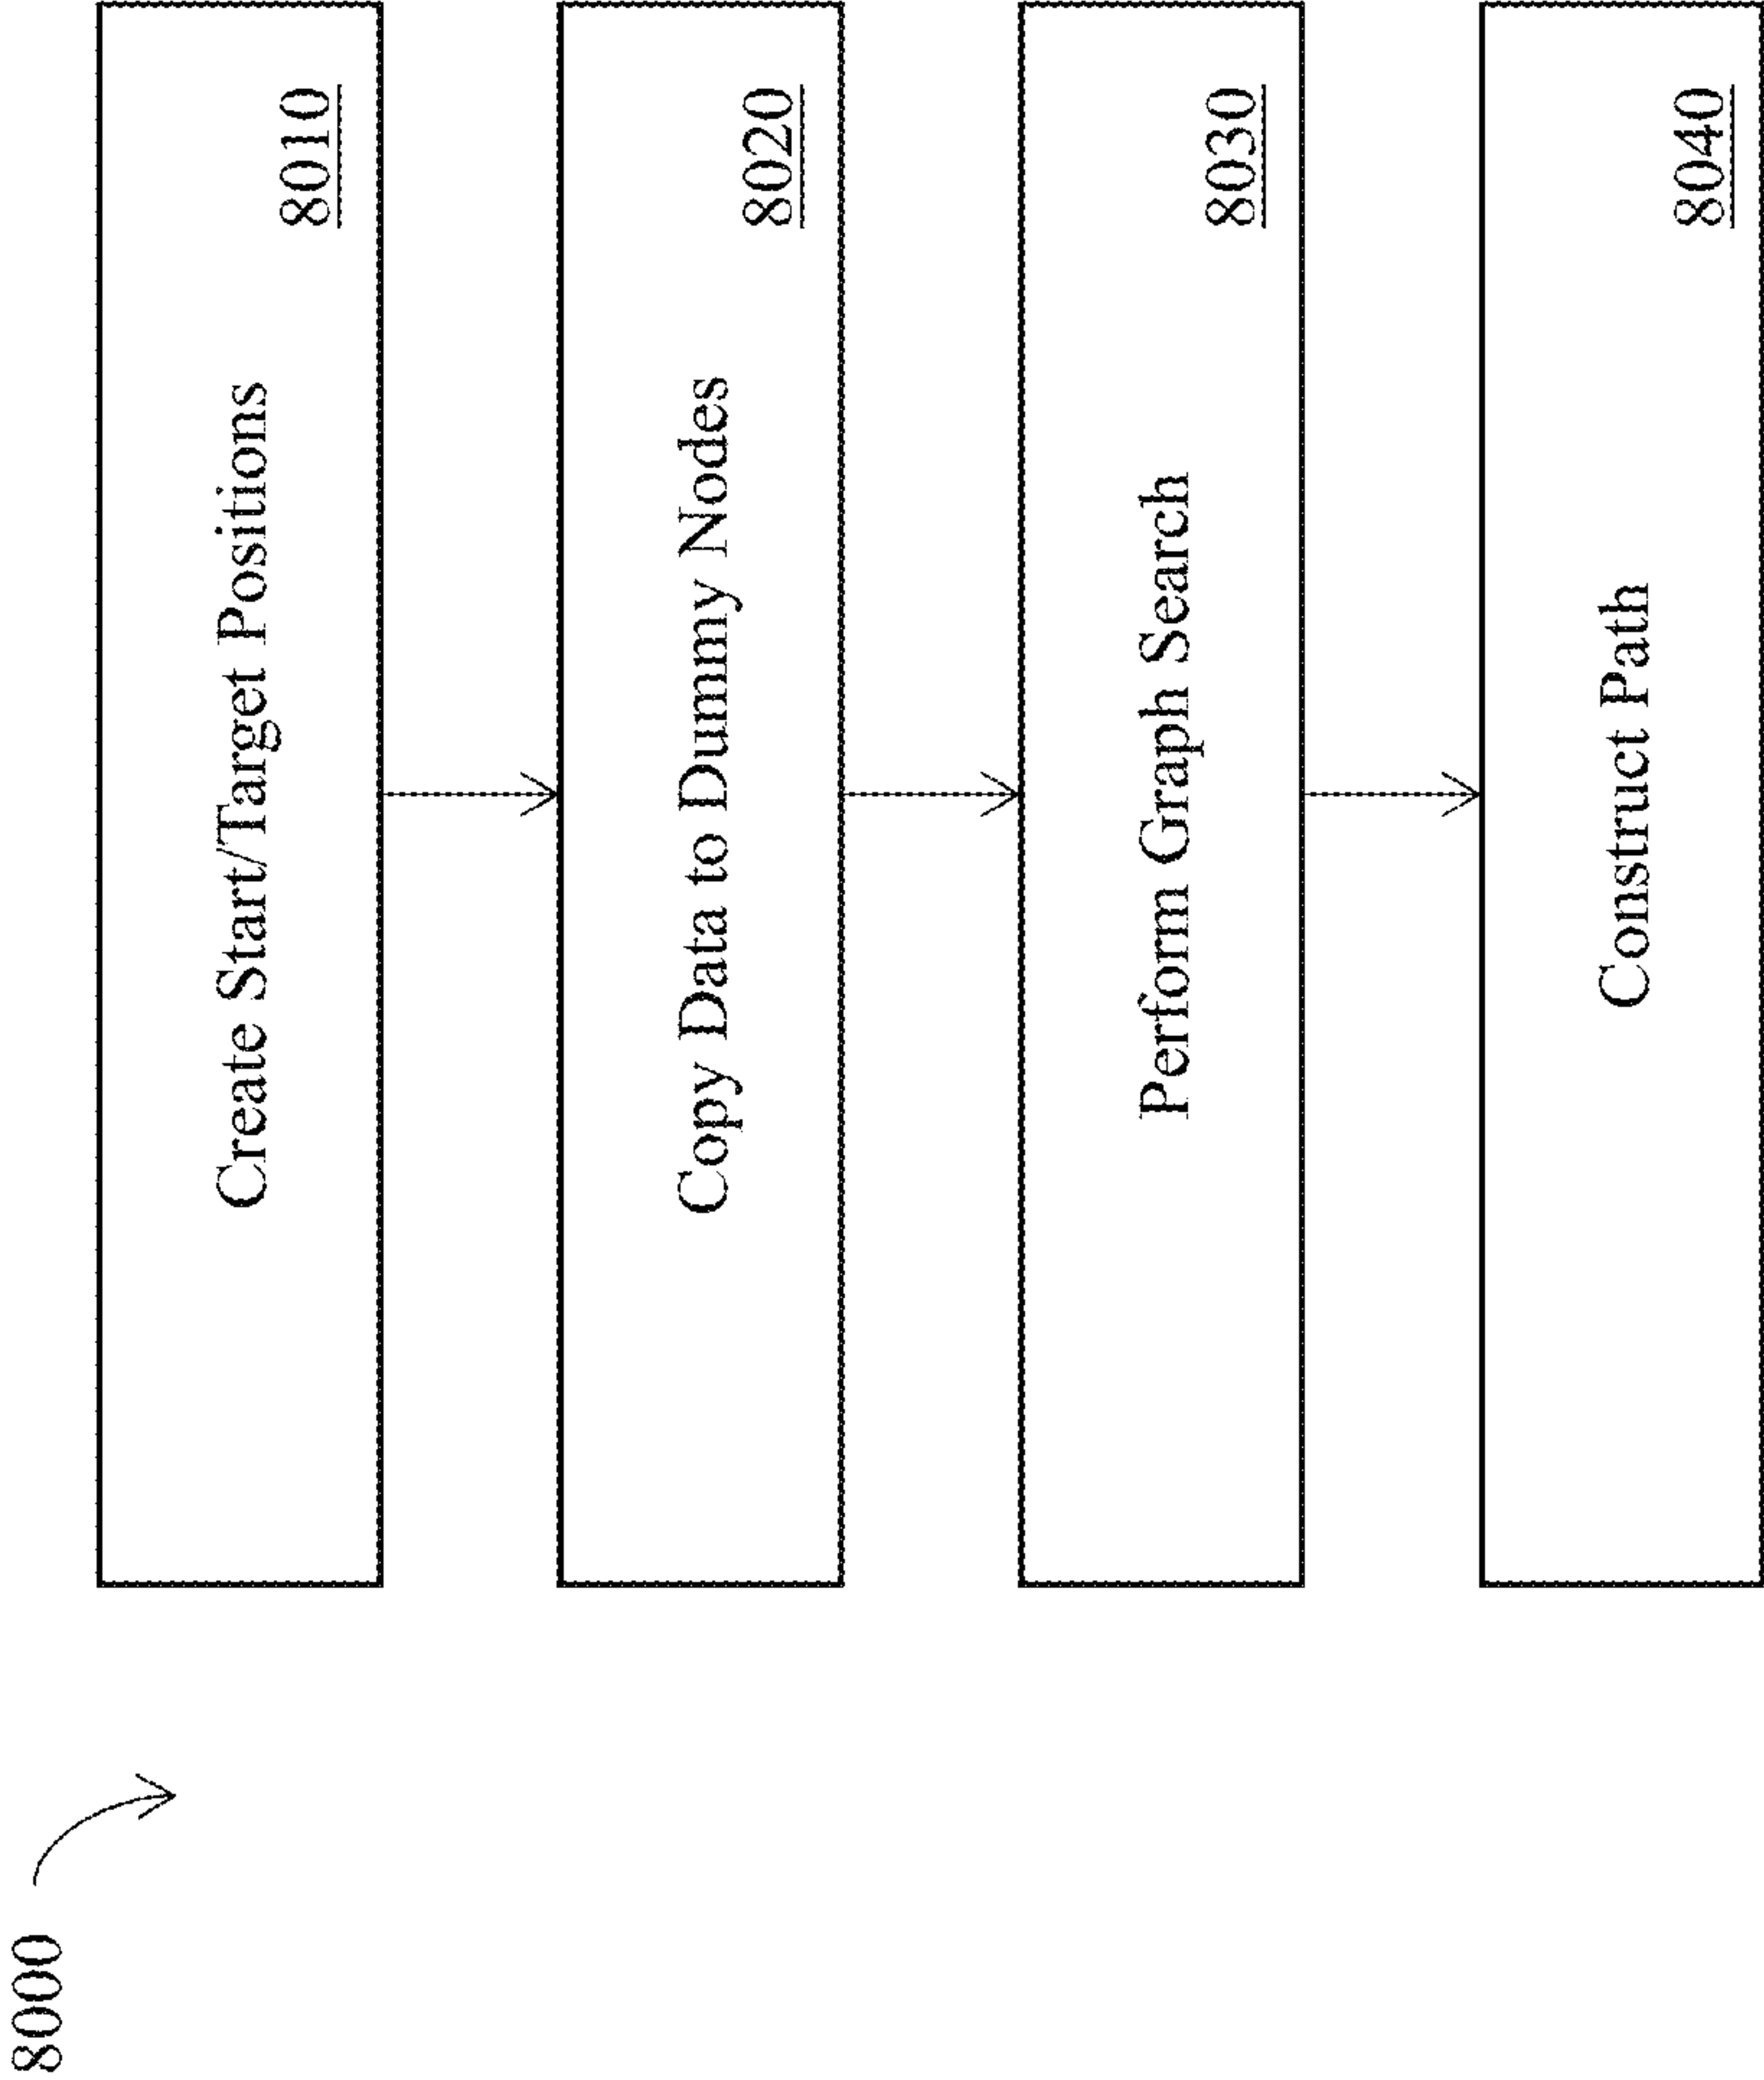 8000
Create Start/Target Positions
8010
Copy Data to Dummy Nodes
8020
Perform Graph Search
8030
Construct Path
8040